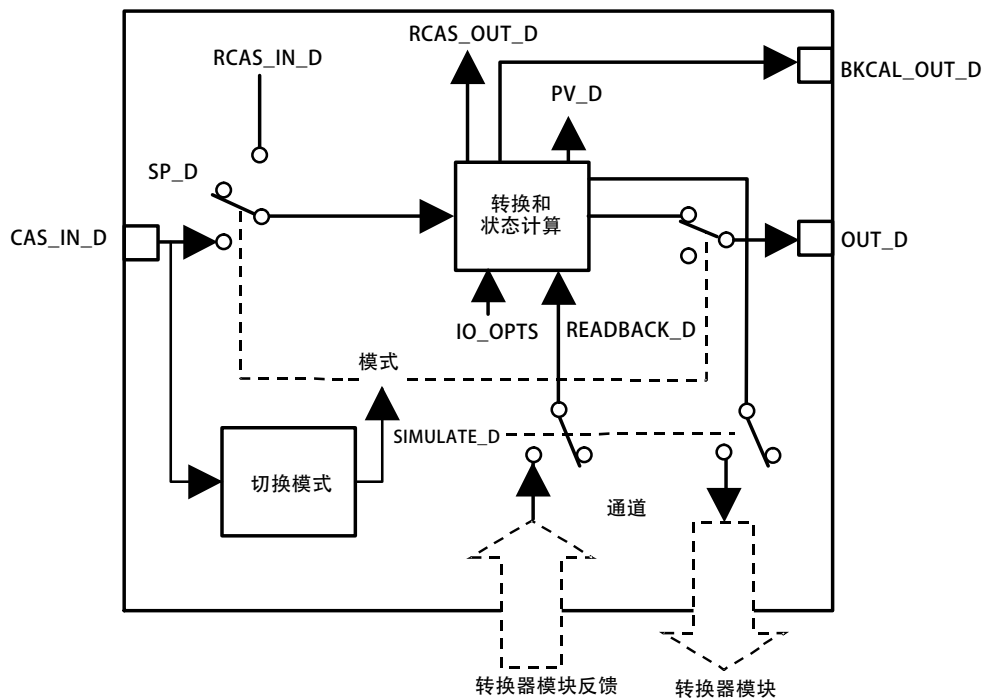 RCAS_OUT_D
RCAS_IN_D
BKCAL_OUT_D
PV_D
SP_D
转换和
状态计算
CAS_IN_D
OUT_D
IO_OPTS
READBACK_D
模式
SIMULATE_D
切换模式
通道
转换器模块反馈
转换器模块